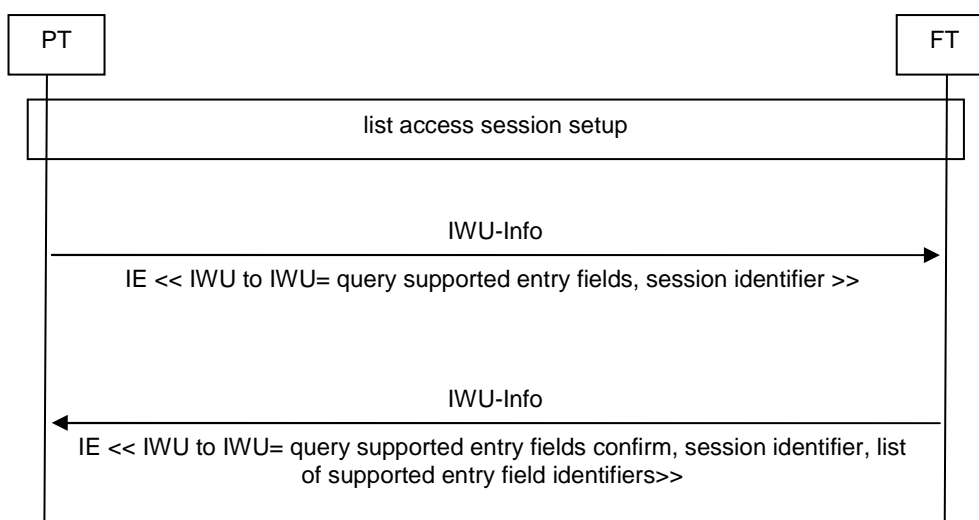 PT
FT
list access session setup
IWU-Info
IE << IWU to IWU= query supported entry fields, session identifier >>
IWU-Info
IE << IWU to IWU= query supported entry fields confirm, session identifier, list
of supported entry field identifiers>>